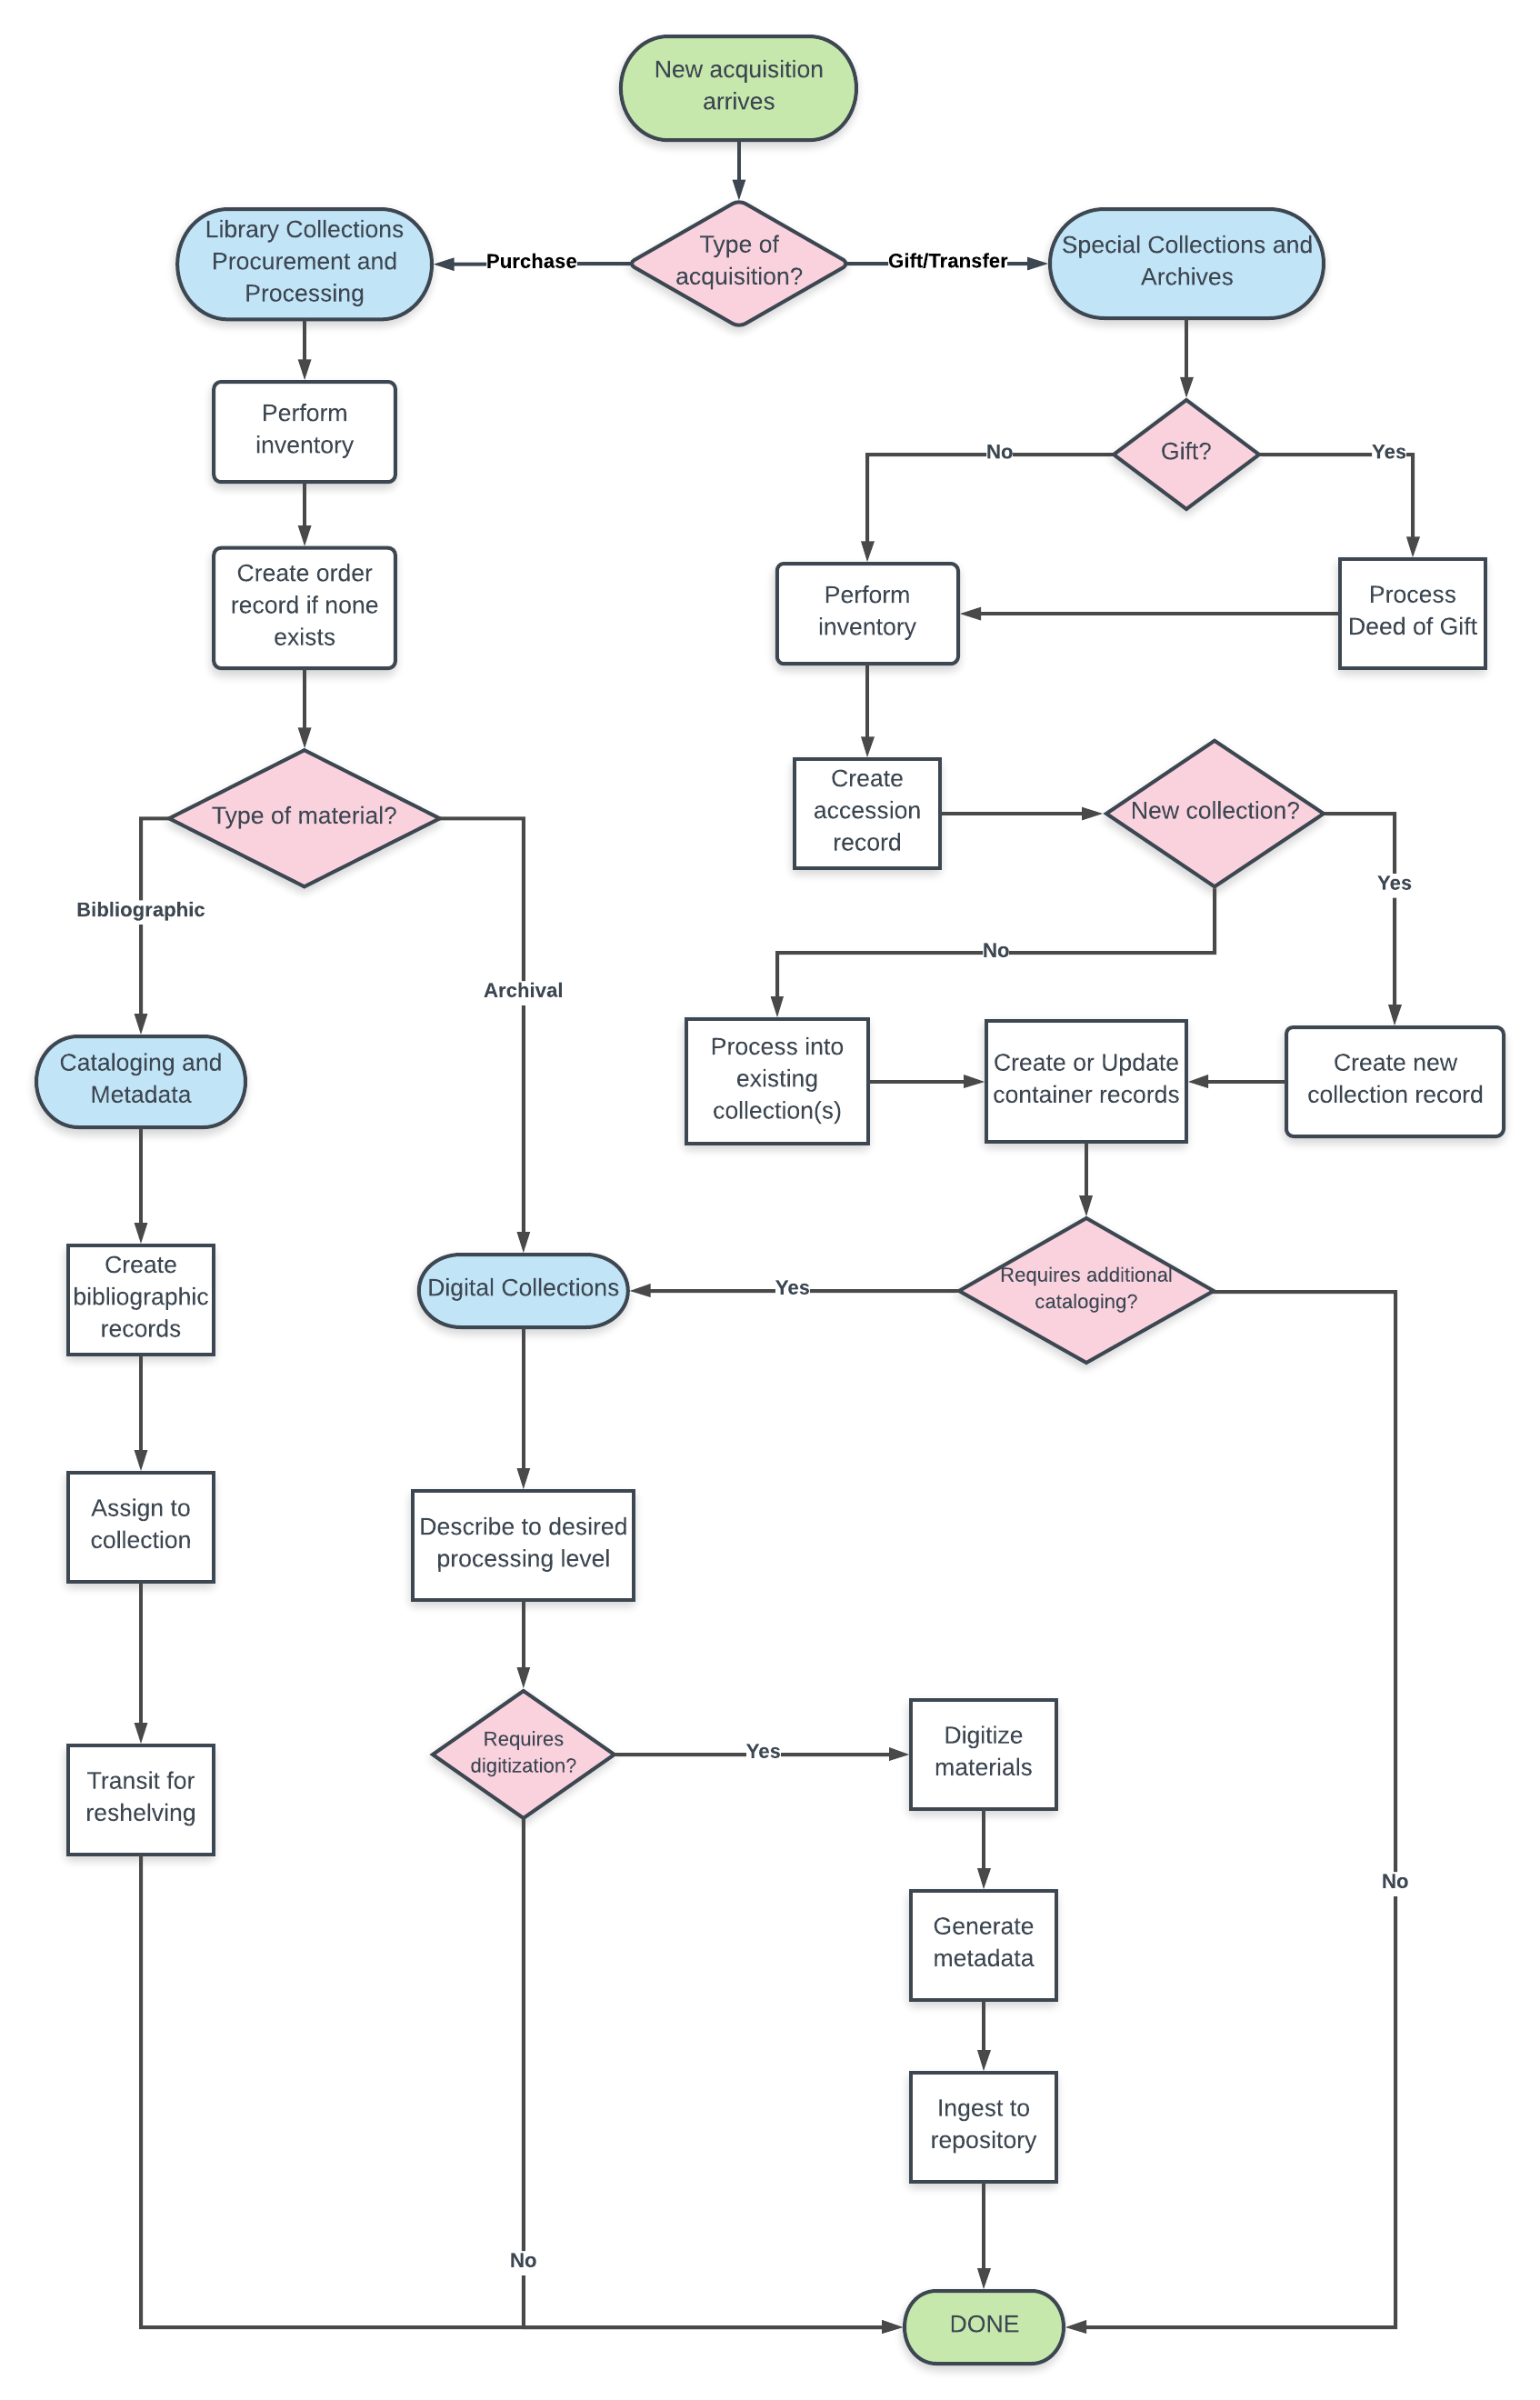 New acquisition
arrives
Library Collections
Procurement and
Processing
Purchase
Type of
acquisition?
Gift/Transfer
Special Collections and
Archives
Perform
inventory
No
Gift?
Yes
Create order
record if none
exists
Perform
inventory
Process
Deed of Gift
Type of material?
Create
accession
record
New collection?
Bibliographic
Yes
Archival
No
Cataloging and
Metadata
Process into
existing
collection(s)
Create or Update
container records
Create new
collection record
Create
bibliographic
records
Digital Collections
Yes
Requires additional
cataloging?
Assign to
collection
Describe to desired
processing level
Transit for
reshelving
Requires
digitization?
Yes
Digitize
materials
No
Generate
metadata
Ingest to
repository
No
DONE